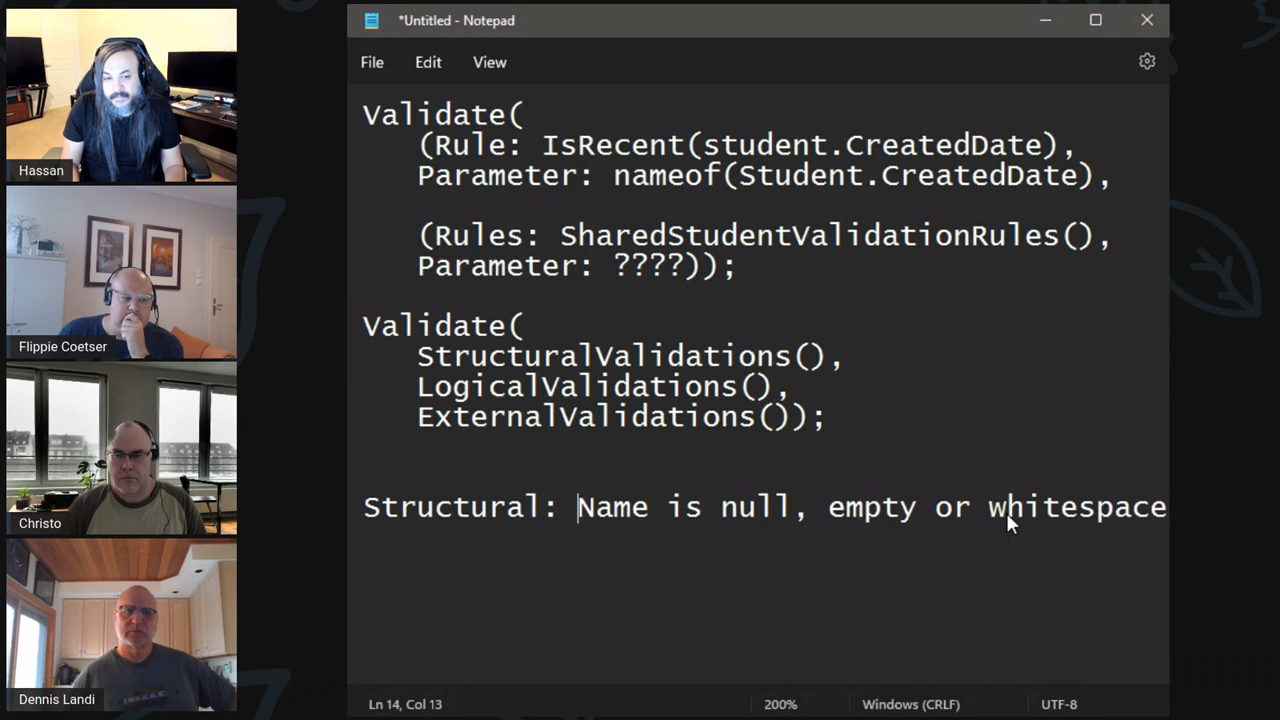 Hassan
Flippie Coetser
Christo
Dennis Landi
*Untitled - Notepad
File Edit View
Validate(
(Rule: IsRecent(student.CreatedDate),
Parameter: nameof(Student.CreatedDate),
(Rules: SharedStudentValidationRules(),
Parameter: ????));
Validate(
StructuralValidations(),
LogicalValidations(),
ExternalValidations());
Structural: Name is null, empty or whitespace
Ln 14, Col 13 200% Windows (CRLF) UTF-8